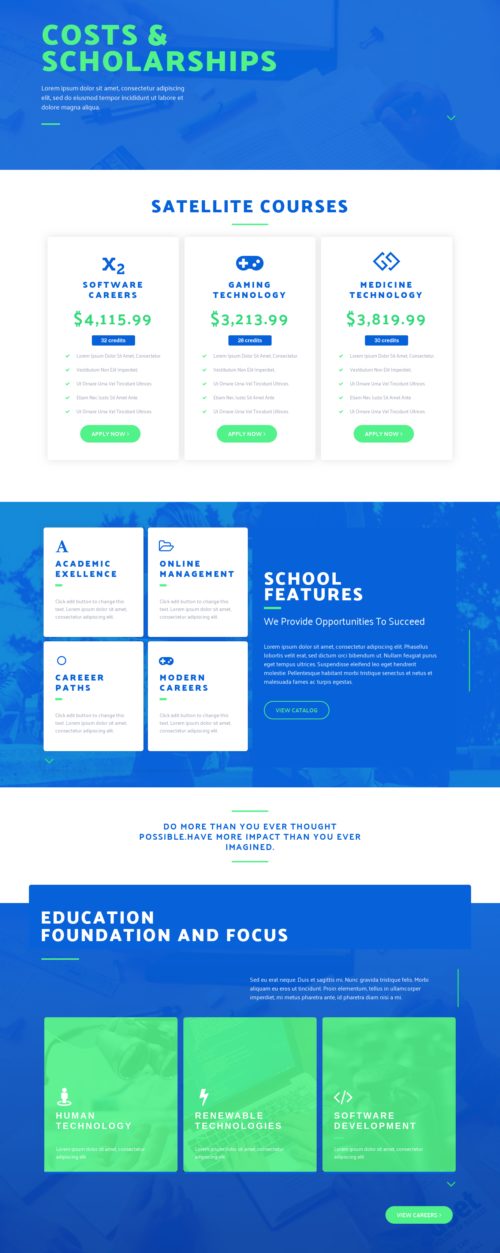 COSTS &
SCHOLARSHIPS
Lorem ipsum dolor sit amet, consectetur adipiscing
elit, sed do eiusmod tempor incididunt ut labore et
dolore magna aliqua.
SATELLITE COURSES
X2
SOFTWARE
CAREERS
$4,115.99
32 credits
Lorem Ipsum Dolor Sit Amet, Consectetur
Vestibulum Non Elit Imperdiet
Ut Ornare Urna Vel Tincidunt Ultrices
Etiam Nec Justo Sit Amet Ante
Ut Ornare Urna Vel Tincidunt Ultrices
APPLY NOW >
GAMING
TECHNOLOGY
$3,213.99
28 credits
Lorem Ipsum Dolor Sit Amet, Consectetur
Vestibulum Non Elit Imperdiet
Ut Ornare Urna Vel Tincidunt Ultrices
Etiam Nec Justo Sit Amet Ante
Ut Ornare Urna Vel Tincidunt Ultrices
APPLY NOW >
MEDICINE
TECHNOLOGY
$3,819.99
30 credits
Lorem Ipsum Dolor Sit Amet, Consectetur
Vestibulum Non Elit Imperdiet
Ut Ornare Urna Vel Tincidunt Ultrices
Etiam Nec Justo Sit Amet Ante
Ut Ornare Urna Vel Tincidunt Ultrices
APPLY NOW >
A
ACADEMIC
EXELLENCE
Click edit button to change this
text. Lorem ipsum dolor sit amet,
consectetur adipiscing elit
ONLINE
MANAGEMENT
Click edit button to change this
text. Lorem ipsum dolor sit amet,
consectetur adipiscing elit
CAREEER
PATHS
Click edit button to change this
text. Lorem ipsum dolor sit amet,
consectetur adipiscing elit
MODERN
CAREERS
Click edit button to change this
text. Lorem ipsum dolor sit amet,
consectetur adipiscing elit
SCHOOL
FEATURES
We Provide Opportunities To Succeed
Lorem ipsum dolor sit amet, consectetur adipiscing elit. Phasellus
lobortis velit erat, sed dictum orci bibendum ut. Nullam feugiat purus
eget tempus ultrices. Suspendisse eleifend leo eget hendrerit
molestie. Pellentesque habitant morbi tristique senectus et netus et
malesuada fames ac turpis egestas.
VIEW CATALOG
DO MORE THAN YOU EVER THOUGHT
POSSIBLE.HAVE MORE IMPACT THAN YOU EVER
IMAGINED.
EDUCATION
FOUNDATION AND FOCUS
Sed eu erat neque. Duis et sagittis mi. Nunc gravida tristique felis. Morbi
aliquam eu eros ut tincidunt. Proin elementum, tellus in ullamcorper
imperdiet, mi metus pharetra ante, id pharetra diam nisi a mi.
HUMAN
TECHNOLOGY
Lorem ipsum dolor sit amet, consectetur
adipiscing elit
RENEWABLE
TECHNOLOGIES
Lorem ipsum dolor sit amet, consectetur
adipiscing elit
</>
SOFTWARE
DEVELOPMENT
Lorem ipsum dolor sit amet, consectetur
adipiscing elit
VIEW CAREERS >